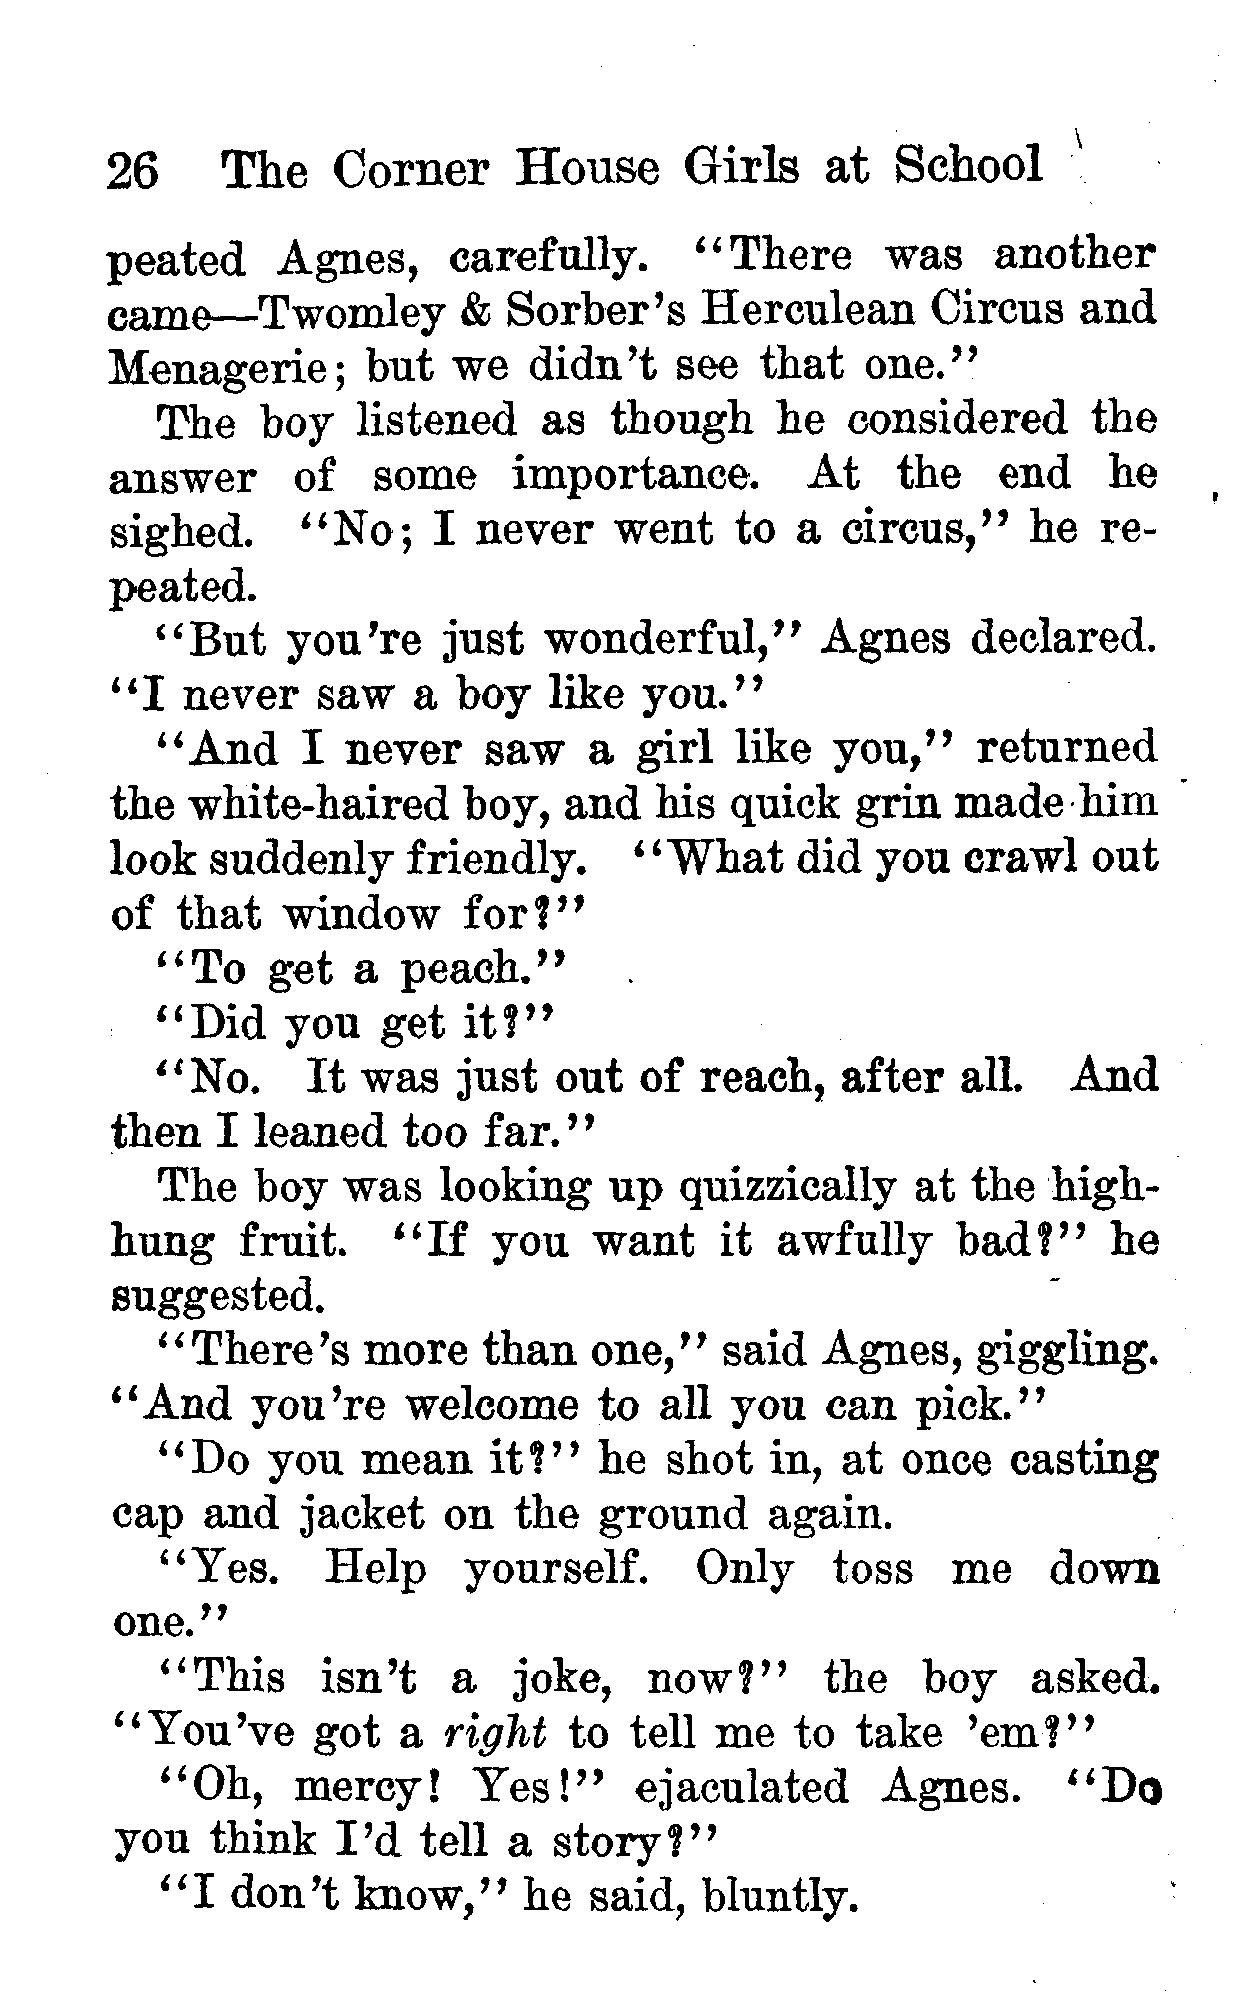 26 The Corner House Girls at School
peated Agnes, carefully. "There was another
came—Twomley & Sorber's Herculean Circus and
Menagerie; but we didn't see that one."
The boy listened as though he considered the
answer of some importance. At the end he
sighed. "No; I never went to a circus," he re-
peated.
"But you're just wonderful," Agnes declared.
"I never saw a boy like you."
"And I never saw a girl like you," returned
the white-haired boy, and his quick grin made him
look suddenly friendly. "What did you crawl out
of that window for?"
"To get a peach."
"Did you get it?"
"No. It was just out of reach, after all. And
then I leaned too far."
The boy was looking up quizzically at the high-
hung fruit. "If you want it awfully bad?" he
suggested.
"There's more than one," said Agnes, giggling.
"And you're welcome to all you can pick."
"Do you mean it?" he shot in, at once casting
cap and jacket on the ground again.
"Yes. Help yourself. Only toss me down
one."
"This isn't a joke, now?" the boy asked.
"You've got a right to tell me to take 'em?"
"Oh, mercy! Yes!" ejaculated Agnes. "Do
you think I'd tell a story?"
"I don't know," he said, bluntly.